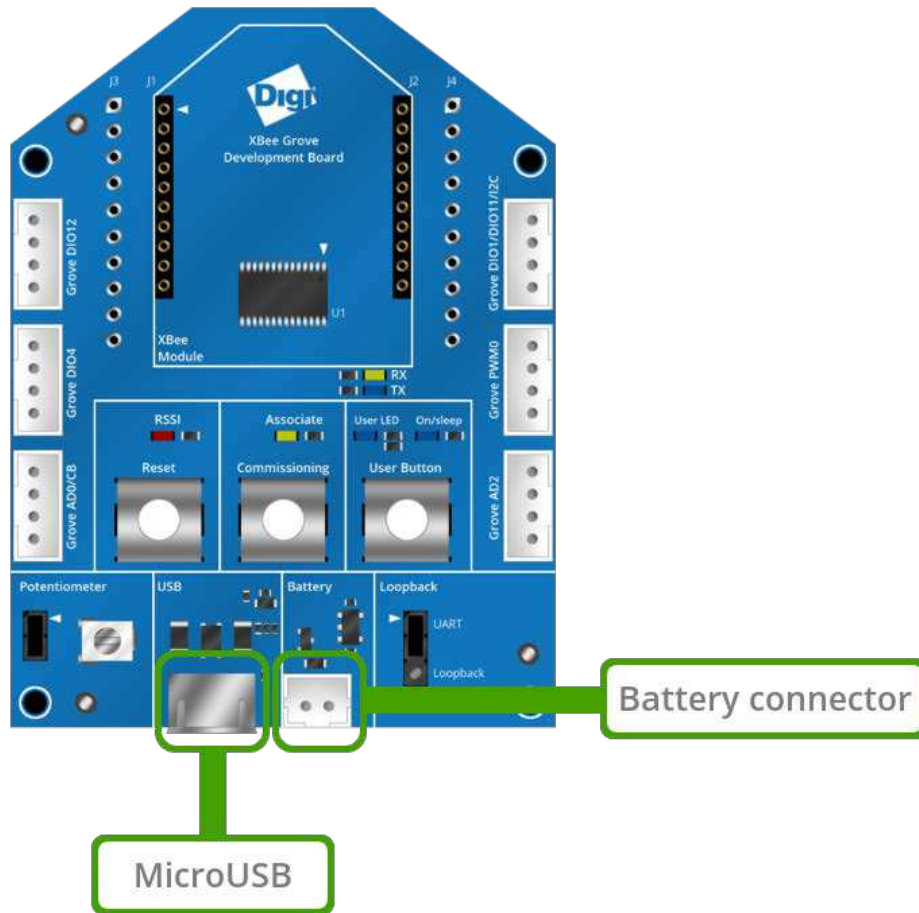 J3
J1
J2
J4
Digi
XBee Grove
Development Board
Grove DIO12
Grove DIO1/DIO11/I2C
U1
XBee
Module
Grove DIO4
Grove PWM0
RX
TX
RSSI
Associate
User LED
On/sleep
Reset
Commissioning
User Button
Grove AD0/CB
Grove AD2
Potentiometer
USB
Battery
Loopback
UART
Loopback
Battery connector
MicroUSB